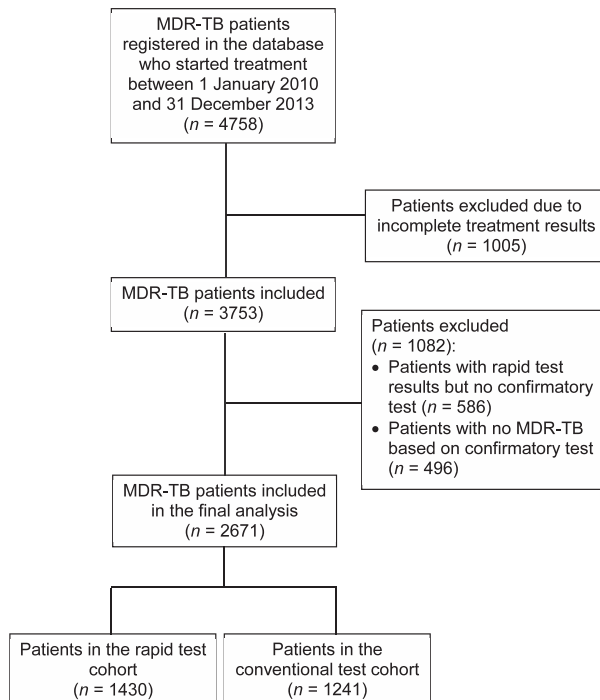 MDR-TB patients
registered in the database
who started treatment
between 1 January 2010
and 31 December 2013
(n = 4758)
Patients excluded due to
incomplete treatment results
(n = 1005)
MDR-TB patients included
(n = 3753)
Patients excluded
(n = 1082):
• Patients with rapid test
results but no confirmatory
test (n = 586)
• Patients with no MDR-TB
based on confirmatory test
(n = 496)
MDR-TB patients included
in the final analysis
(n = 2671)
Patients in the rapid test
cohort
(n = 1430)
Patients in the
conventional test cohort
(n = 1241)